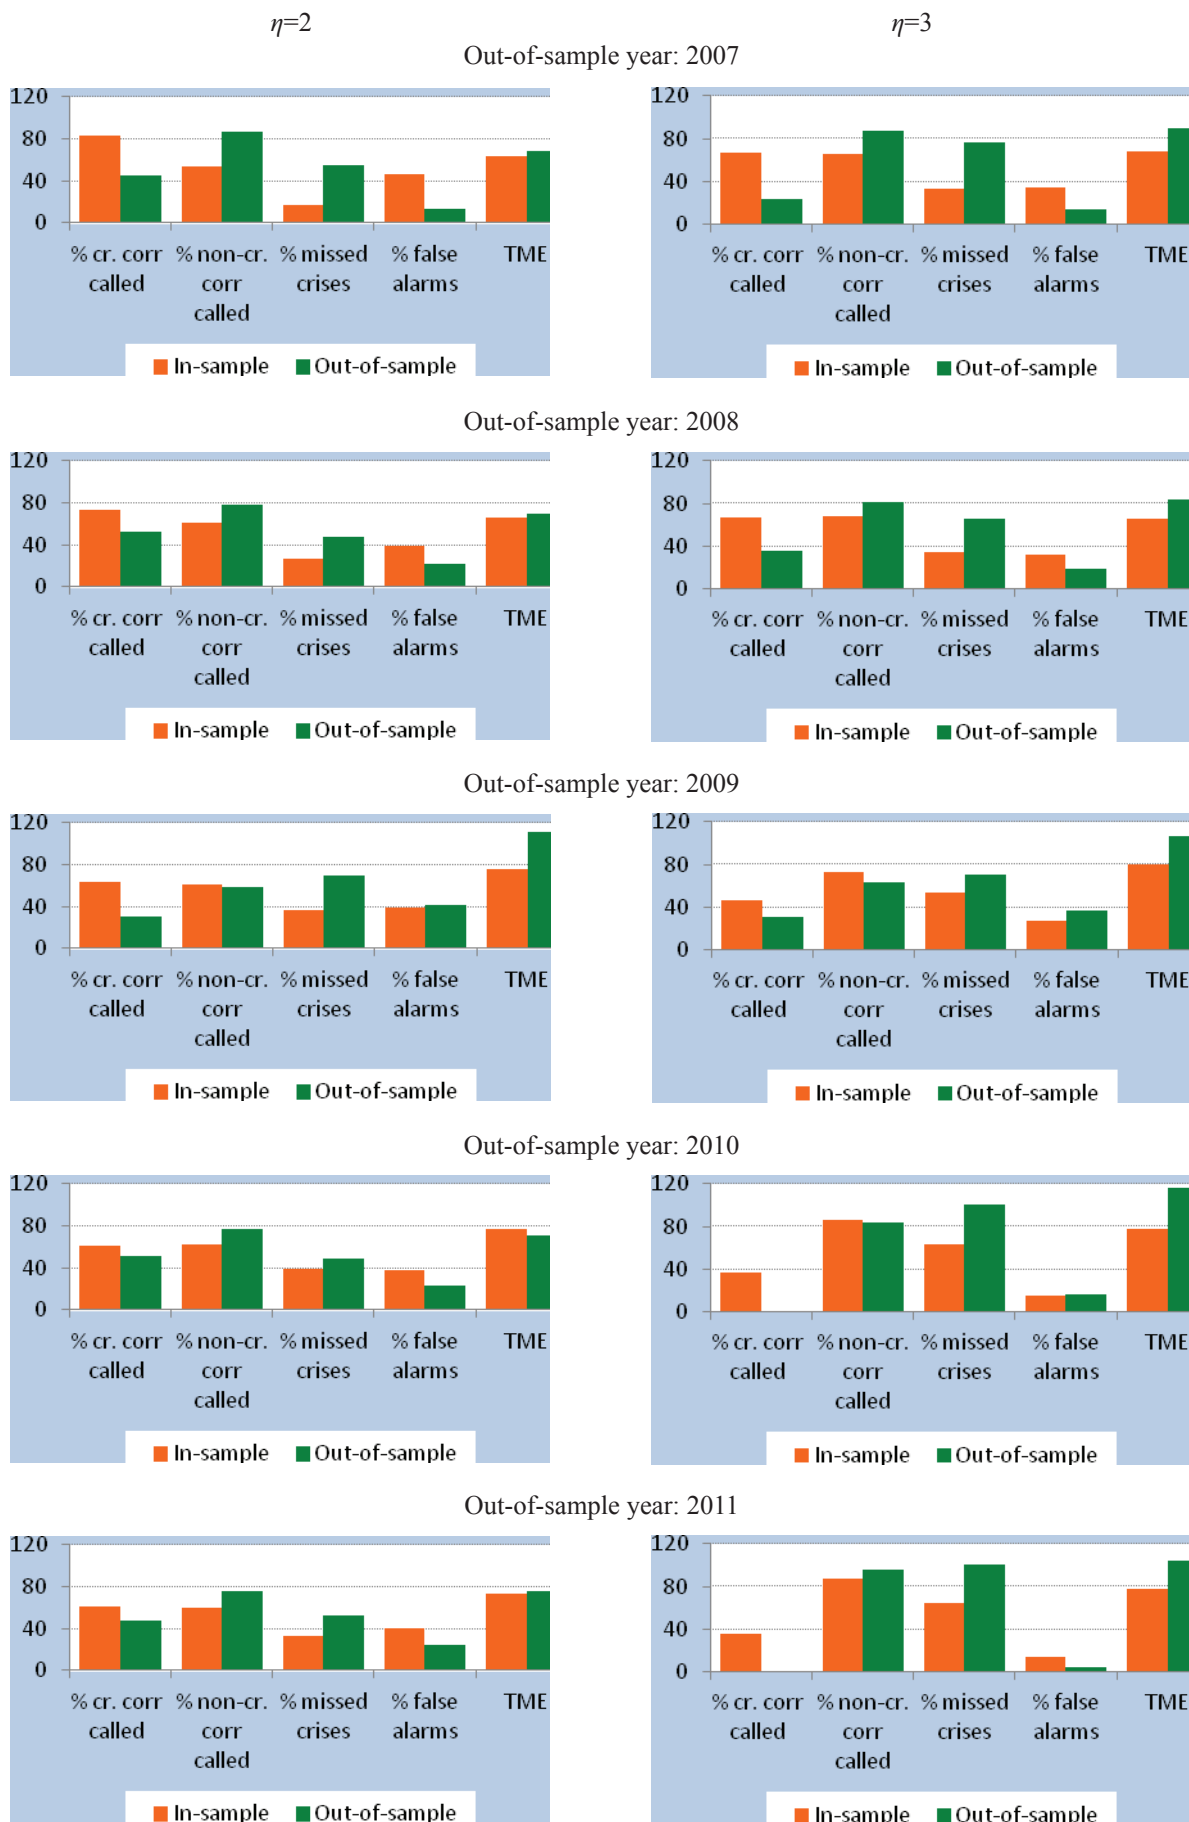 η=2 η=3
Out-of-sample year: 2007
120 120
80 80
40 40
0 0
% cr. corr % non-cr. % missed % false TME % cr. corr % non-cr. % missed % false TME
called corr crises alarms called corr crises alarms
called called
In-sample Out-of-sample In-sample Out-of-sample
Out-of-sample year: 2008
120 120
80 80
40 40
0 0
% cr. corr % non-cr. % missed % false TME % cr. corr % non-cr. % missed % false TME
called corr crises alarms called corr crises alarms
called called
In-sample Out-of-sample In-sample Out-of-sample
Out-of-sample year: 2009
120 120
80 80
40 40
0 0
% cr. corr % non-cr. % missed % false TME % cr. corr % non-cr. % missed % false TME
called corr crises alarms called corr crises alarms
called called
In-sample Out-of-sample In-sample Out-of-sample
Out-of-sample year: 2010
120 120
80 80
40 40
0 0
% cr. corr % non-cr. % missed % false TME % cr. corr % non-cr. % missed % false TME
called corr crises alarms called corr crises alarms
called called
In-sample Out-of-sample In-sample Out-of-sample
Out-of-sample year: 2011
120 120
80 80
40 40
0 0
% cr. corr % non-cr. % missed % false TME % cr. corr % non-cr. % missed % false TME
called corr crises alarms called corr crises alarms
called called
In-sample Out-of-sample In-sample Out-of-sample